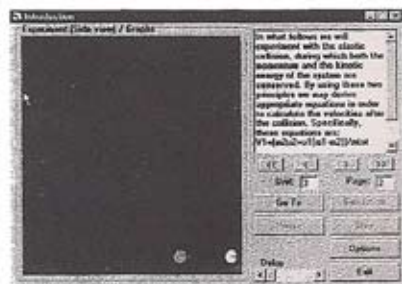 Introduction
Experiment (side view) / Graphs
In what follows we will
experiment with the elastic
collision, during which both the
momentum and the kinetic
energy of the system are
conserved. By using these two
principles we may derive
appropriate equations in order
to calculate the velocities after
the collision. Specifically,
these equations are:
<< < > >>
Unit: Page:
Go To
Options
Delay
Exit